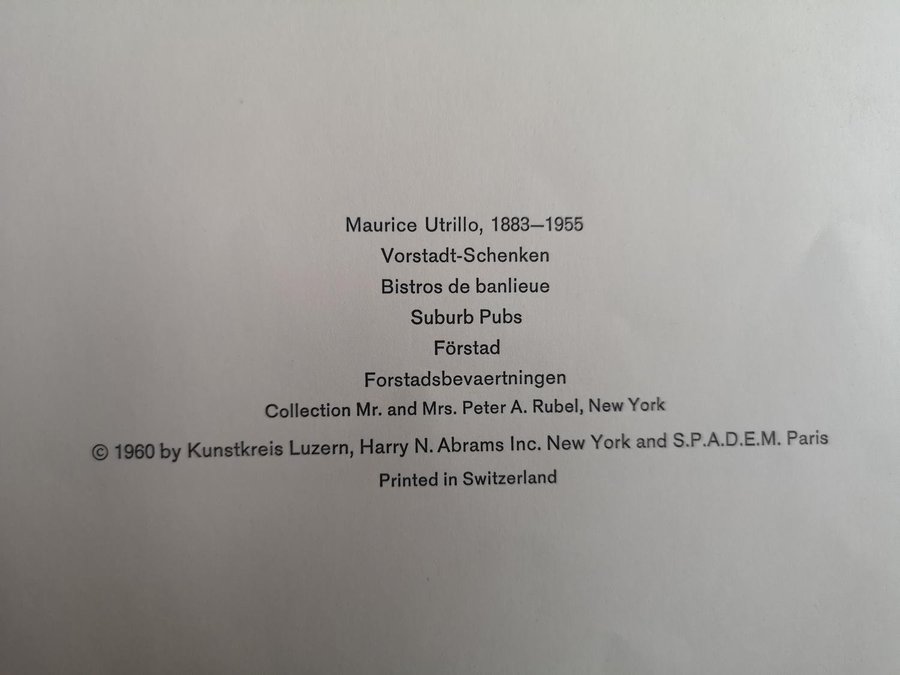 Maurice Utrillo, 1883—1955
Vorstadt-Schenken
Bistros de banlieue
Suburb Pubs
Förstad
Forstadsbevaertningen
Collection Mr. and Mrs. Peter A. Rubel, New York
© 1960 by Kunstkreis Luzern, Harry N. Abrams Inc. New York and S.P.A.D.E.M. Paris
Printed in Switzerland